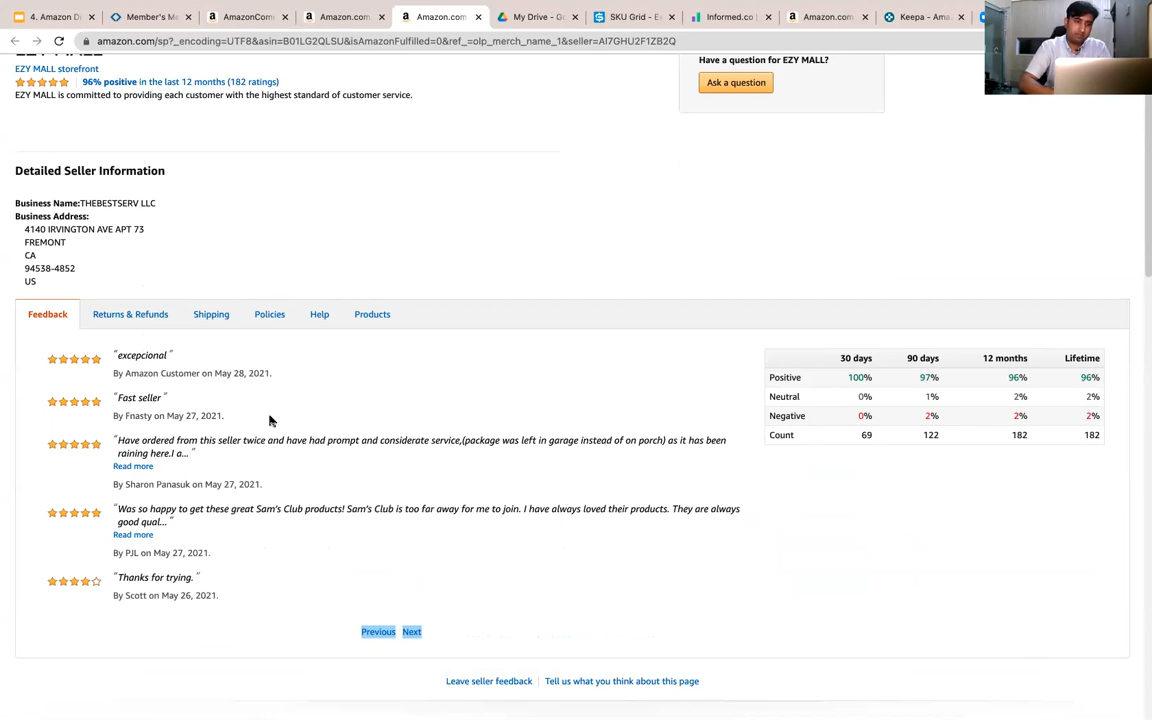 4. Amazon D
Member's M
AmazonCom
Amazon.com
Amazon.com
My Drive - G
SKU Grid - E
Informed.co
Amazon.com
Keepa - Ama
amazon.com/sp?_encoding=UTF8&asin=B01LG2QLSU&isAmazonFulfilled=0&ref_=olp_merch_name_1&seller=AI7GHU2F1ZB2Q
EZY MALL
EZY MALL storefront
96% positive in the last 12 months (182 ratings)
EZY MALL is committed to providing each customer with the highest standard of customer service.
Have a question for EZY MALL?
Ask a question
Detailed Seller Information
Business Name:THEBESTSERV LLC
Business Address:
4140 IRVINGTON AVE APT 73
FREMONT
CA
94538-4852
US
Feedback Returns & Refunds Shipping Policies Help Products
"excepcional "
By Amazon Customer on May 28, 2021.
"Fast seller "
By Fnasty on May 27, 2021.
"Have ordered from this seller twice and have had prompt and considerate service,(package was left in garage instead of on porch) as it has been
raining here.I a... "
Read more
By Sharon Panasuk on May 27, 2021.
"Was so happy to get these great Sam's Club products! Sam's Club is too far away for me to join. I have always loved their products. They are always
good qual... "
Read more
By PJL on May 27, 2021.
"Thanks for trying. "
By Scott on May 26, 2021.
Previous Next
30 days 90 days 12 months Lifetime
Positive 100% 97% 96% 96%
Neutral 0% 1% 2% 2%
Negative 0% 2% 2% 2%
Count 69 122 182 182
Leave seller feedback Tell us what you think about this page